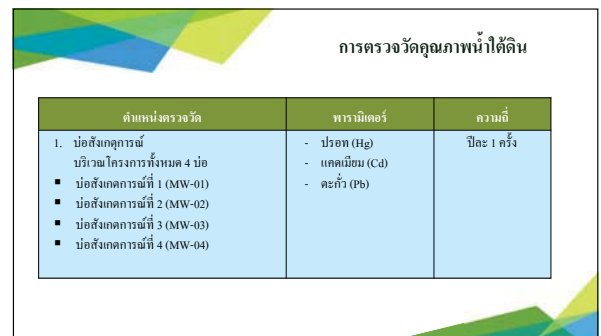 การตรวจวัดคุณภาพน้ำใต้ดิน
ตำแหน่งตรวจวัด พารามิเตอร์ ความถี่
1. บ่อสังเกตุการณ์ - ปรอท (Hg) ปีละ 1 ครั้ง
บริเวณโครงการทั้งหมด 4 บ่อ - แคดเมียม (Cd)
■ บ่อสังเกตการณ์ที่ 1 (MW-01) - ตะกั่ว (Pb)
■ บ่อสังเกตการณ์ที่ 2 (MW-02)
■ บ่อสังเกตการณ์ที่ 3 (MW-03)
■ บ่อสังเกตการณ์ที่ 4 (MW-04)